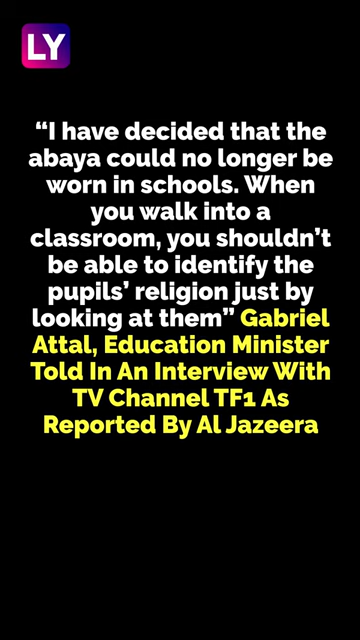 LY
“I have decided that the
abaya could no longer be
worn in schools. When
you walk into a
classroom, you shouldn’t
be able to identify the
pupils’ religion just by
looking at them” Gabriel
Attal, Education Minister
Told In An Interview With
TV Channel TF1 As
Reported By Al Jazeera